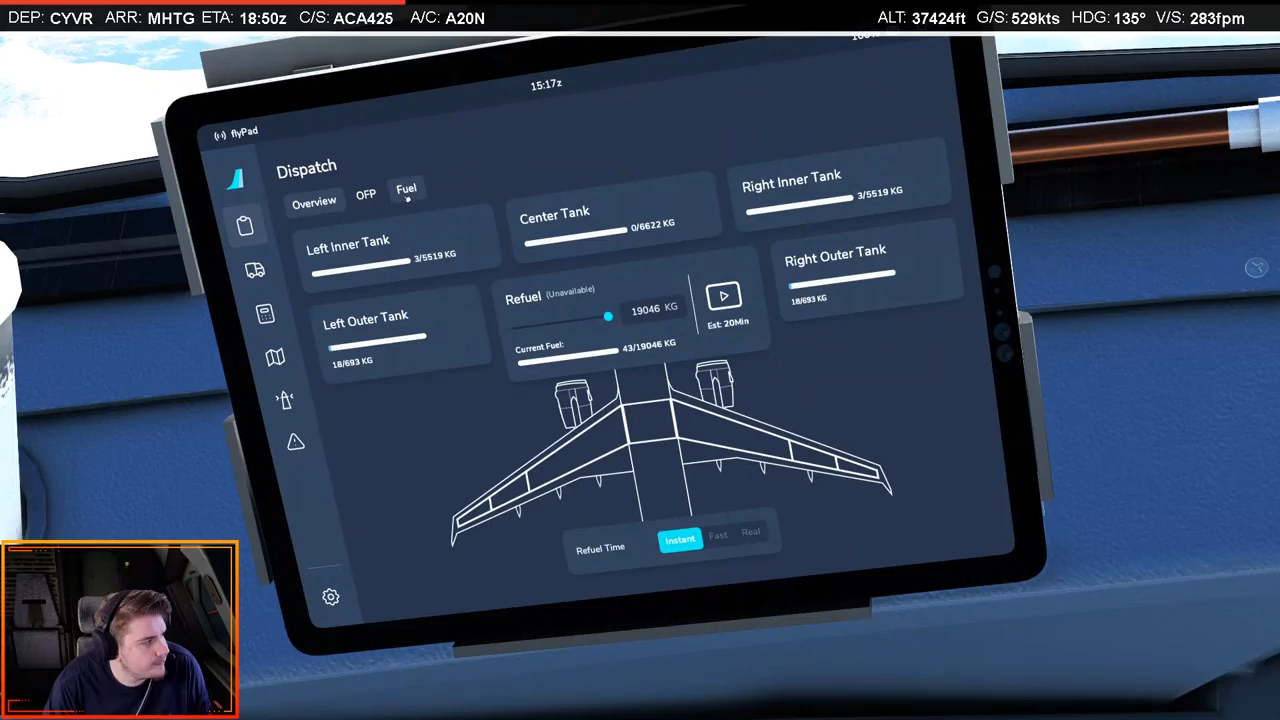 DEP: CYVR ARR: MHTG ETA: 18:50z C/S: ACA425 A/C: A20N ALT: 37424ft G/S: 529kts HDG: 135° V/S: 283fpm
15:17z
flyPad
Dispatch
Overview OFP Fuel
Left Inner Tank
3/5519 KG
Center Tank
0/6622 KG
Right Inner Tank
3/5519 KG
Left Outer Tank
18/693 KG
Refuel (Unavailable)
19046 KG
Current Fuel:
43/19046 KG
Est: 20Min
Right Outer Tank
18/693 KG
Refuel Time Instant Fast Real